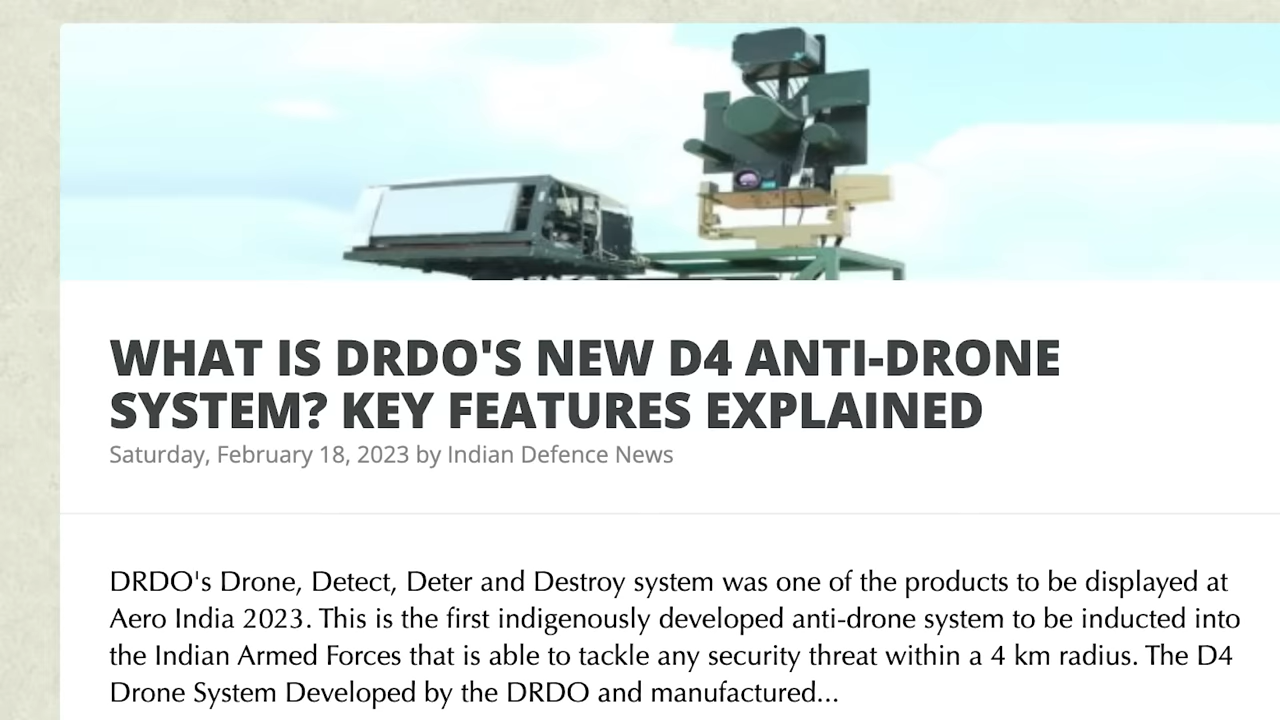 WHAT IS DRDO'S NEW D4 ANTI-DRONE
SYSTEM? KEY FEATURES EXPLAINED
Saturday, February 18, 2023 by Indian Defence News
DRDO's Drone, Detect, Deter and Destroy system was one of the products to be displayed at
Aero India 2023. This is the first indigenously developed anti-drone system to be inducted into
the Indian Armed Forces that is able to tackle any security threat within a 4 km radius. The D4
Drone System Developed by the DRDO and manufactured...